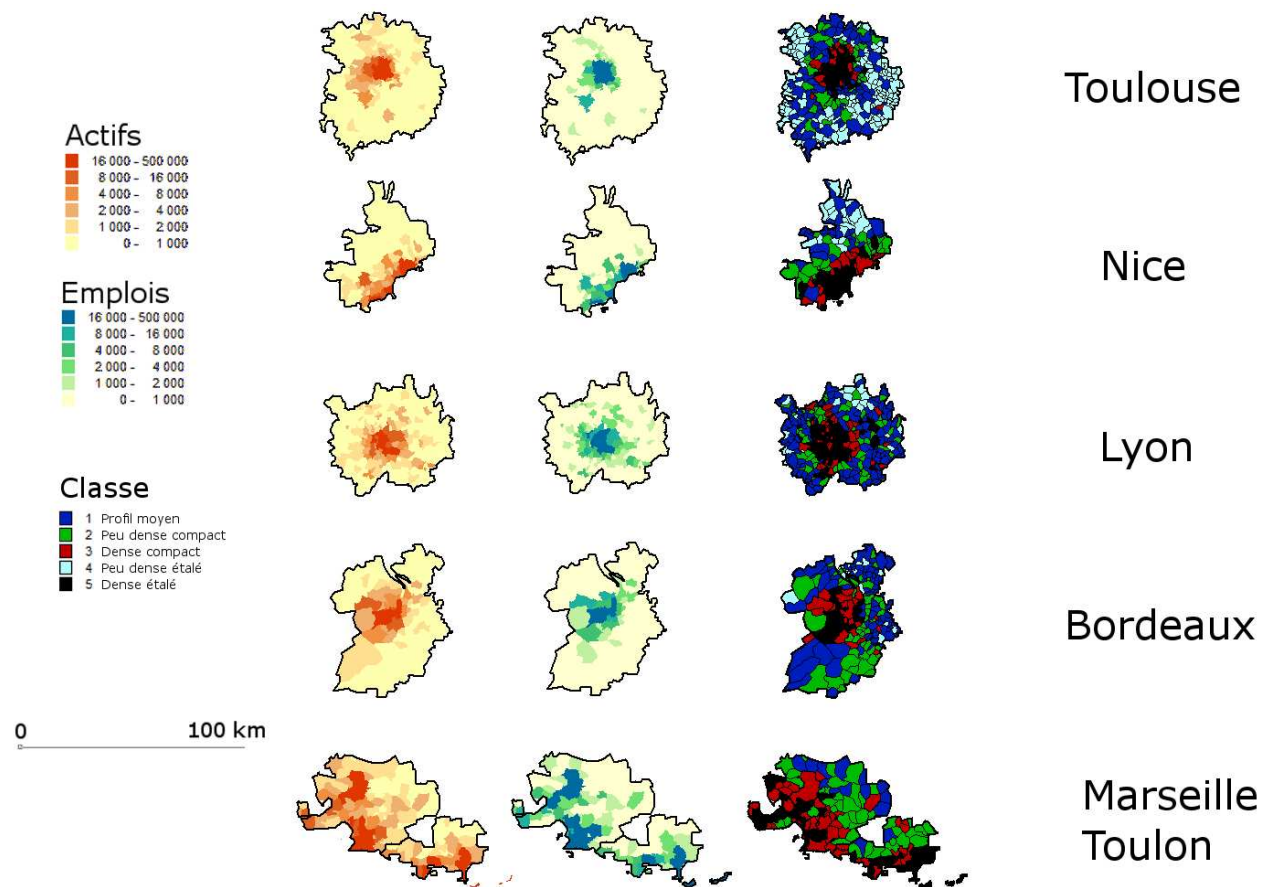 Toulouse
Actifs
16 000 - 500 000
8 000 - 16 000
4 000 - 8 000
2 000 - 4 000
1 000 - 2 000
0 - 1 000
Nice
Emplois
16 000 - 500 000
8 000 - 16 000
4 000 - 8 000
2 000 - 4 000
1 000 - 2 000
0 - 1 000
Lyon
Classe
1 Profil moyen
2 Peu dense compact
3 Dense compact
4 Peu dense étalé
5 Dense étalé
Bordeaux
0 100 km
Marseille
Toulon